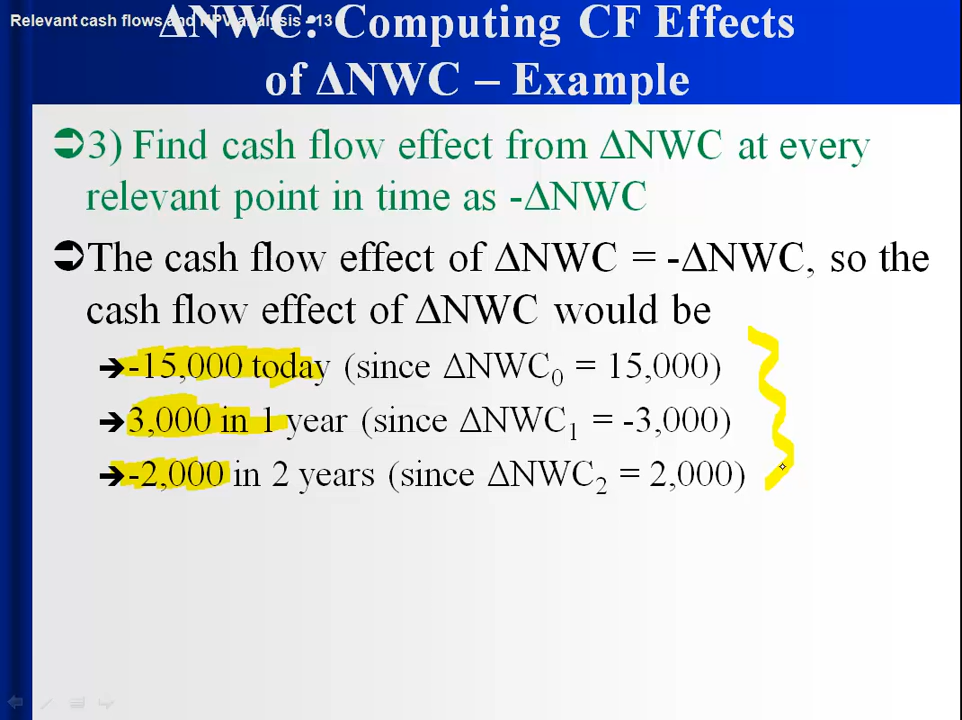 Relevant cash flows and NPV analysis - 13
ΔNWC: Computing CF Effects
of ΔNWC – Example
3) Find cash flow effect from ΔNWC at every
relevant point in time as -ΔNWC
The cash flow effect of ΔNWC = -ΔNWC, so the
cash flow effect of ΔNWC would be
-15,000 today (since ΔNWC₀ = 15,000)
3,000 in 1 year (since ΔNWC₁ = -3,000)
-2,000 in 2 years (since ΔNWC₂ = 2,000)